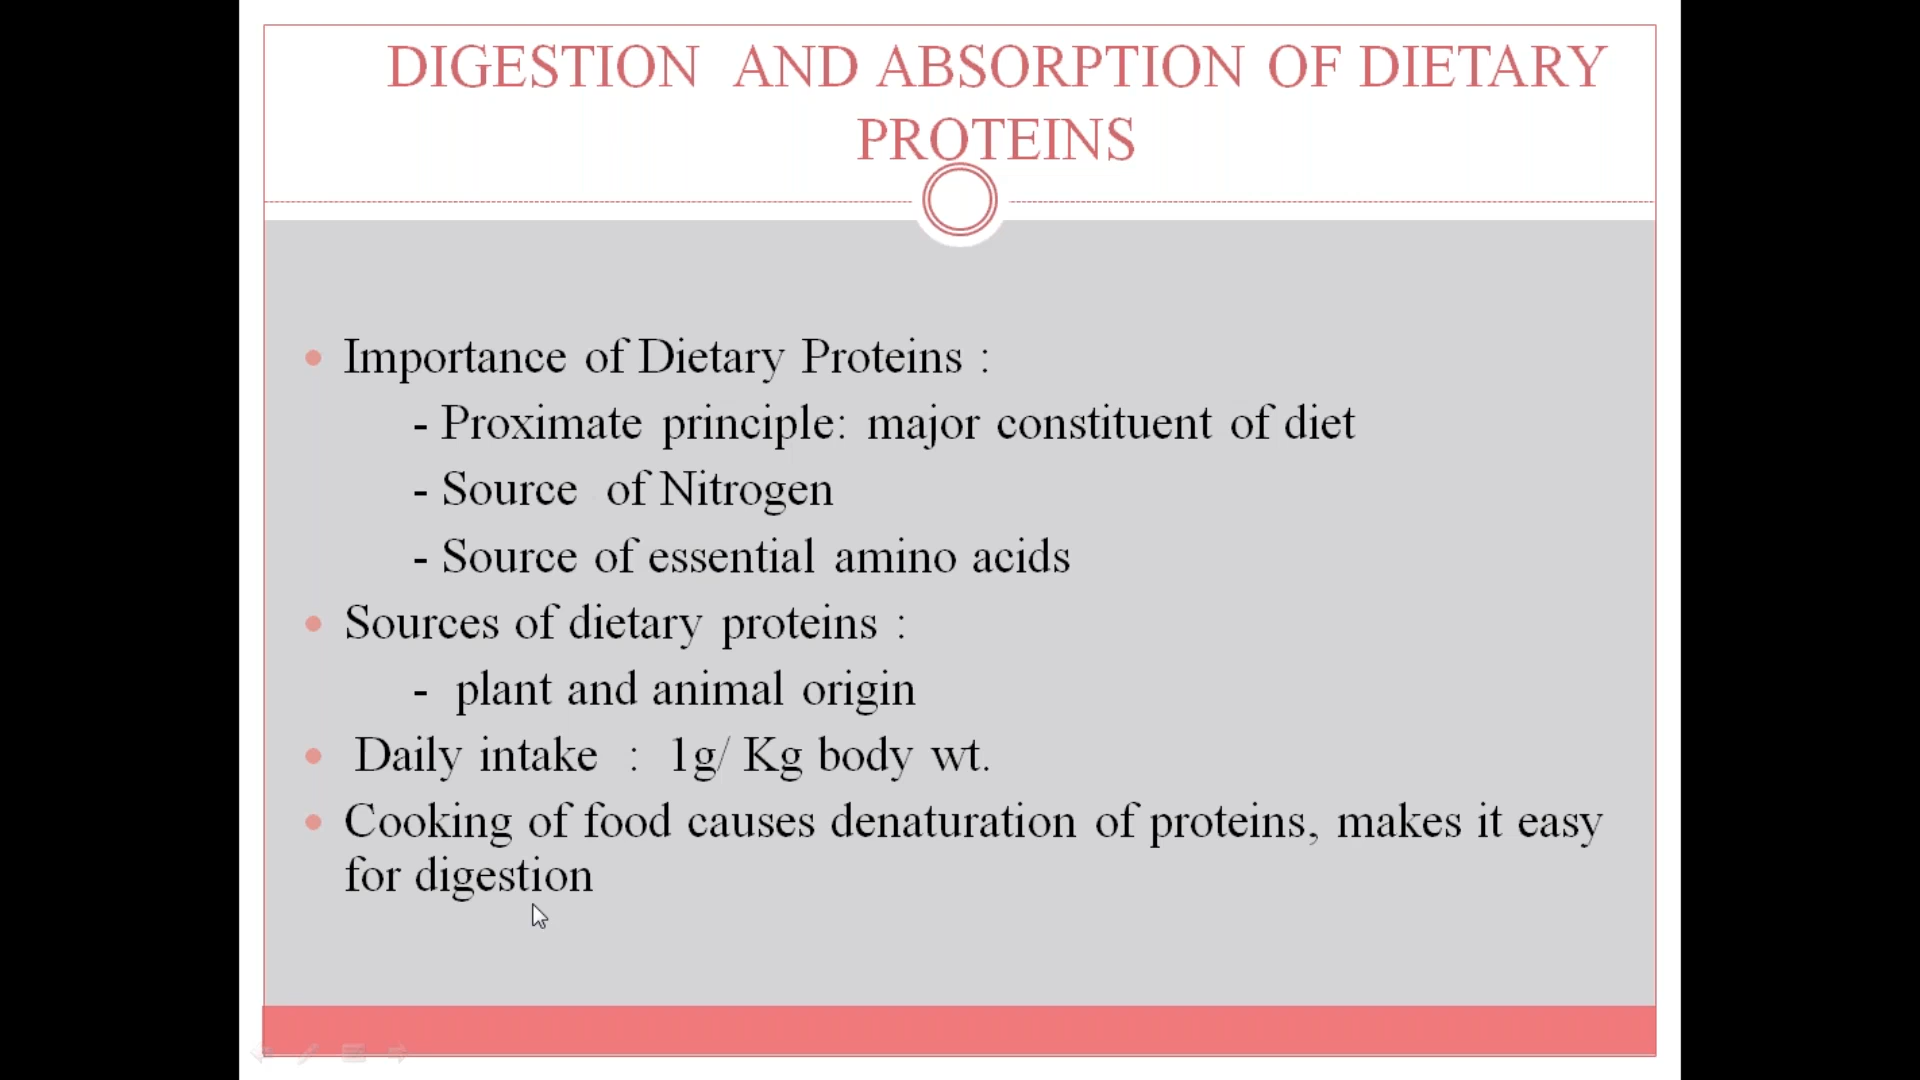 DIGESTION AND ABSORPTION OF DIETARY
PROTEINS
Importance of Dietary Proteins :
- Proximate principle: major constituent of diet
- Source of Nitrogen
- Source of essential amino acids
Sources of dietary proteins :
- plant and animal origin
Daily intake : 1g/ Kg body wt.
Cooking of food causes denaturation of proteins, makes it easy
for digestion